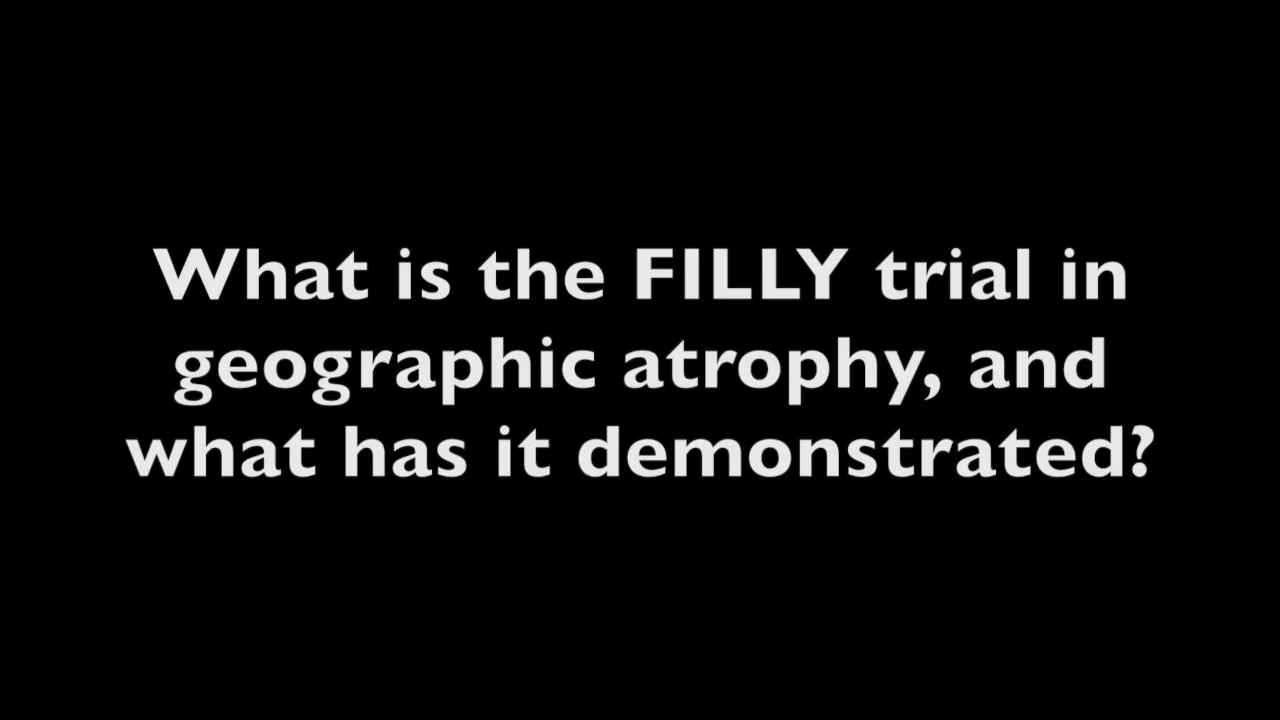 What is the FILLY trial in
geographic atrophy, and
what has it demonstrated?